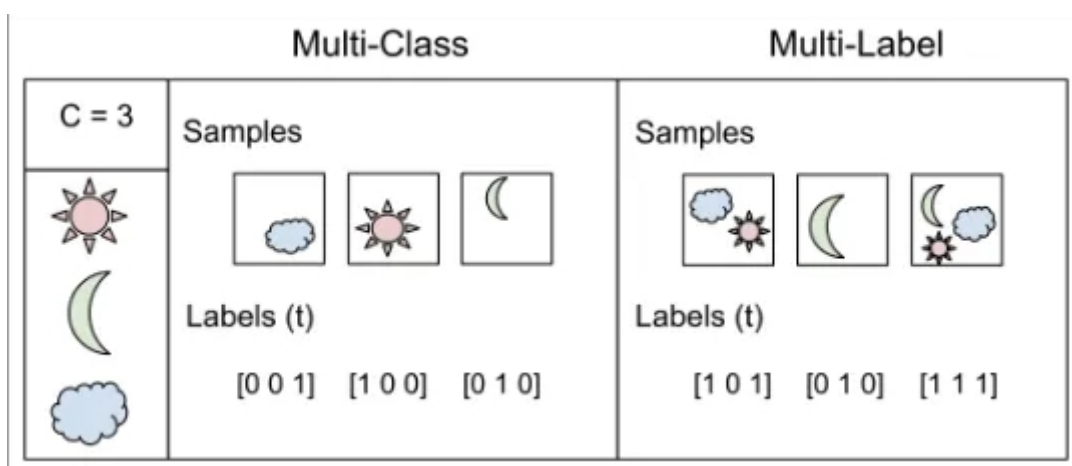 Multi-Class
Multi-Label
C = 3
Samples
Labels (t)
[0 0 1] [1 0 0] [0 1 0]
Samples
Labels (t)
[1 0 1] [0 1 0] [1 1 1]